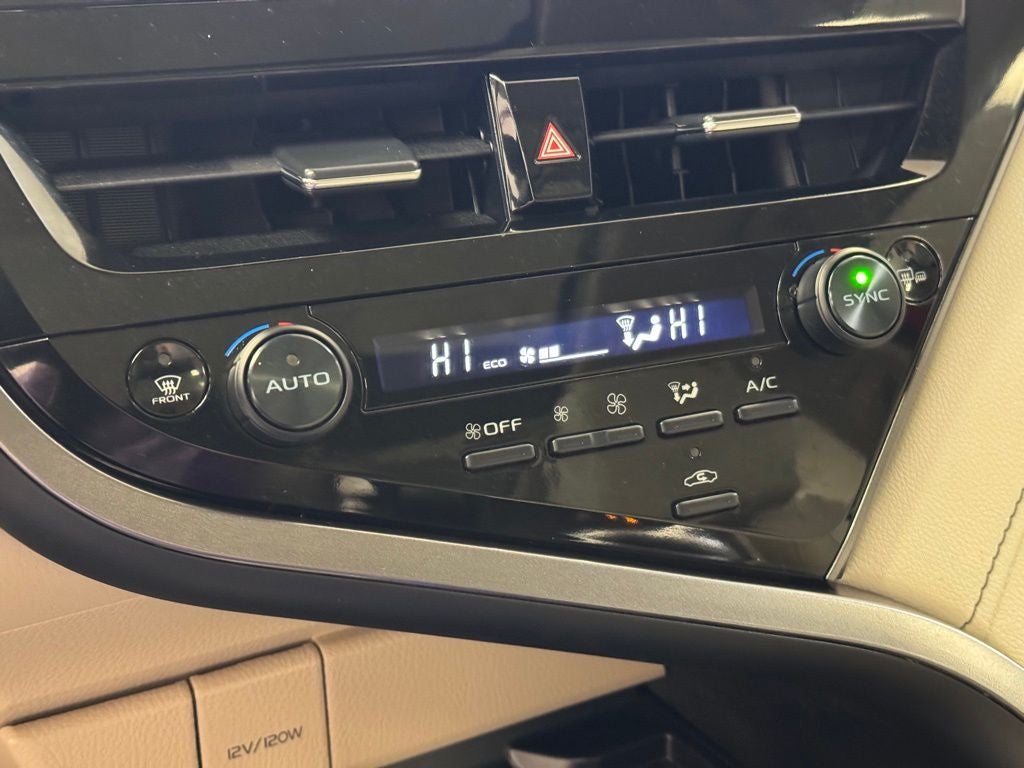 SYNC
HI ECO HI
FRONT
AUTO
OFF
A/C
12V/120W